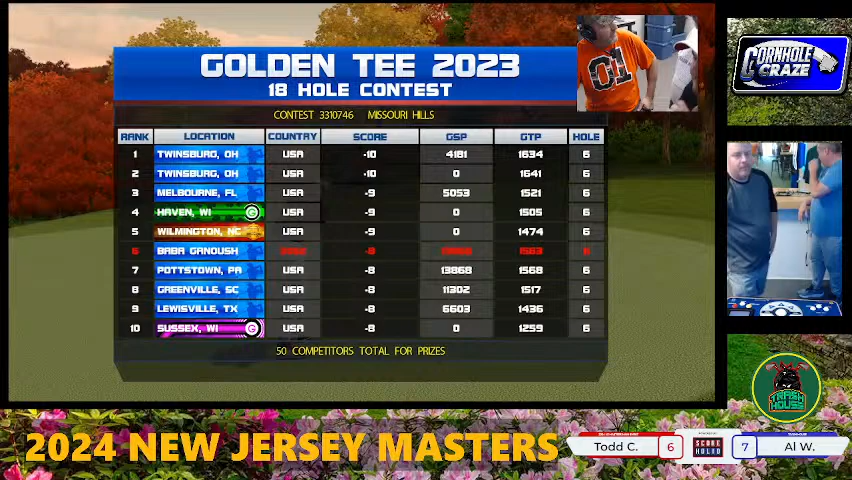 GOLDEN TEE 2023
18 HOLE CONTEST
CONTEST 3310746 MISSOURI HILLS
RANK LOCATION COUNTRY SCORE GSP GTP HOLE
1 TWINSBURG, OH USA -10 4181 1634 6
2 TWINSBURG, OH USA -10 0 1641 6
3 MELBOURNE, FL USA -9 5053 1521 6
4 HAVEN, WI G USA -9 0 1505 6
5 WILMINGTON, NC USA -9 0 1474 6
6 BABA GANOUSH -8 1563
7 POTTSTOWN, PA USA -8 13868 1568 6
8 GREENVILLE, SC USA -8 11302 1517 6
9 LEWISVILLE, TX USA -8 6603 1436 6
10 SUSSEX, WI G USA -8 0 1259 6
50 COMPETITORS TOTAL FOR PRIZES
01
CORNHOLE
CRAZE
TRASH
HOUSE
2024 NEW JERSEY MASTERS
Todd C. 6 SCORE HOLIO 7 Al W.